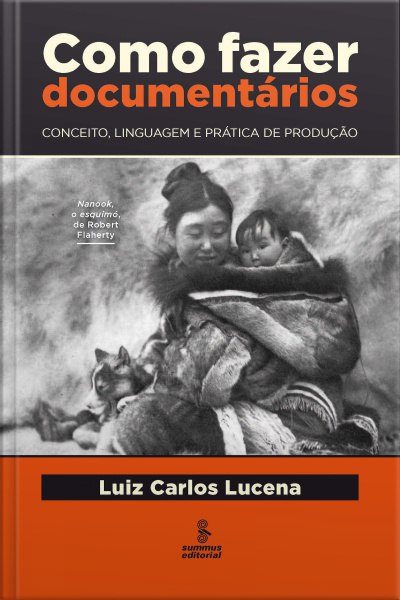 Como fazer
documentários
CONCEITO, LINGUAGEM E PRÁTICA DE PRODUÇÃO
Nanook,
o esquimó,
de Robert
Flaherty
Luiz Carlos Lucena
summus
editorial